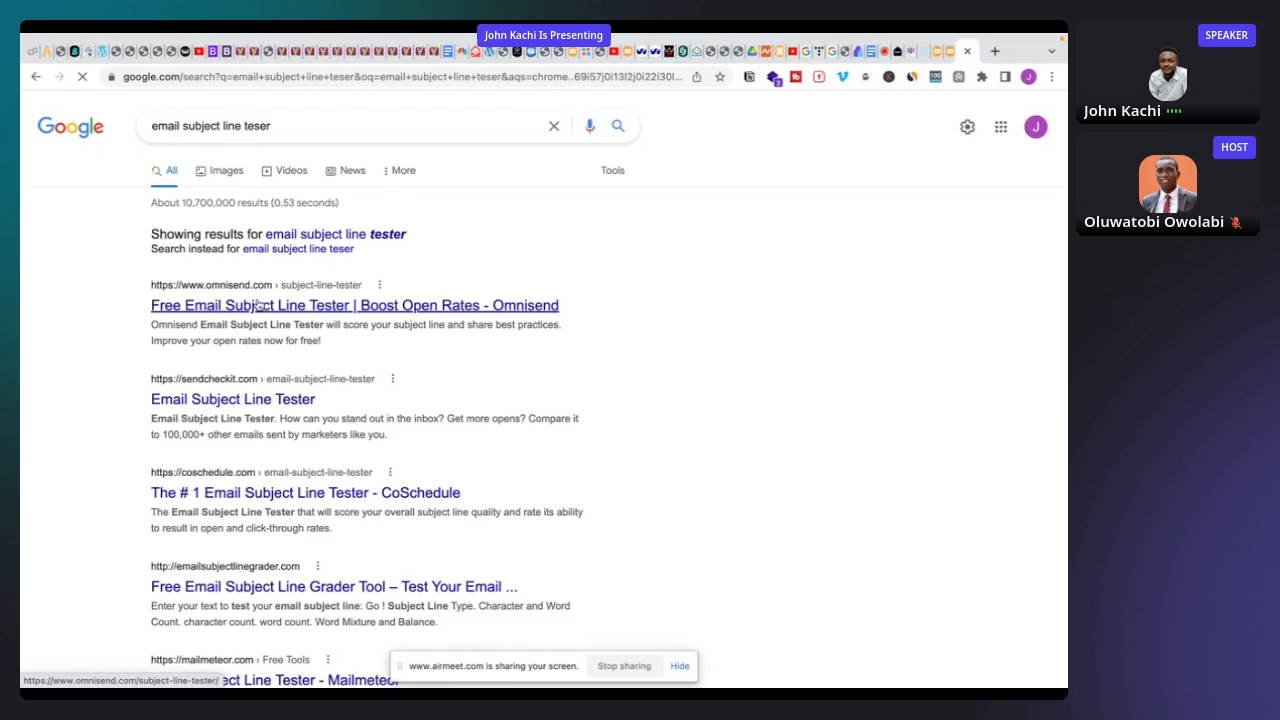 John Kachi Is Presenting
google.com/search?q=email+subject+line+teser&oq=email+subject+line+teser&aqs=chrome..69i57j0i13l2j0i22i30l...
Google
email subject line teser
All
Images
Videos
News
More
Tools
About 10,700,000 results (0.53 seconds)
Showing results for email subject line tester
Search instead for email subject line teser
https://www.omnisend.com › subject-line-tester
Free Email Subject Line Tester | Boost Open Rates - Omnisend
Omnisend Email Subject Line Tester will score your subject line and share best practices.
Improve your open rates now for free!
https://sendcheckit.com › email-subject-line-tester
Email Subject Line Tester
Email Subject Line Tester. How can you stand out in the inbox? Get more opens? Compare it
to 100,000+ other emails sent by marketers like you.
https://coschedule.com › email-subject-line-tester
The # 1 Email Subject Line Tester - CoSchedule
The Email Subject Line Tester that will score your overall subject line quality and rate its ability
to result in open and click-through rates.
http://emailsubjectlinegrader.com
Free Email Subject Line Grader Tool – Test Your Email ...
Enter your text to test your email subject line: Go ! Subject Line Type. Character and Word
Count. character count. word count. Word Mixture and Balance.
https://mailmeteor.com › Free Tools
ect Line Tester - Mailmeteor
https://www.omnisend.com/subject-line-tester/
www.airmeet.com is sharing your screen.
Stop sharing
Hide
J
J
SPEAKER
John Kachi
HOST
Oluwatobi Owolabi